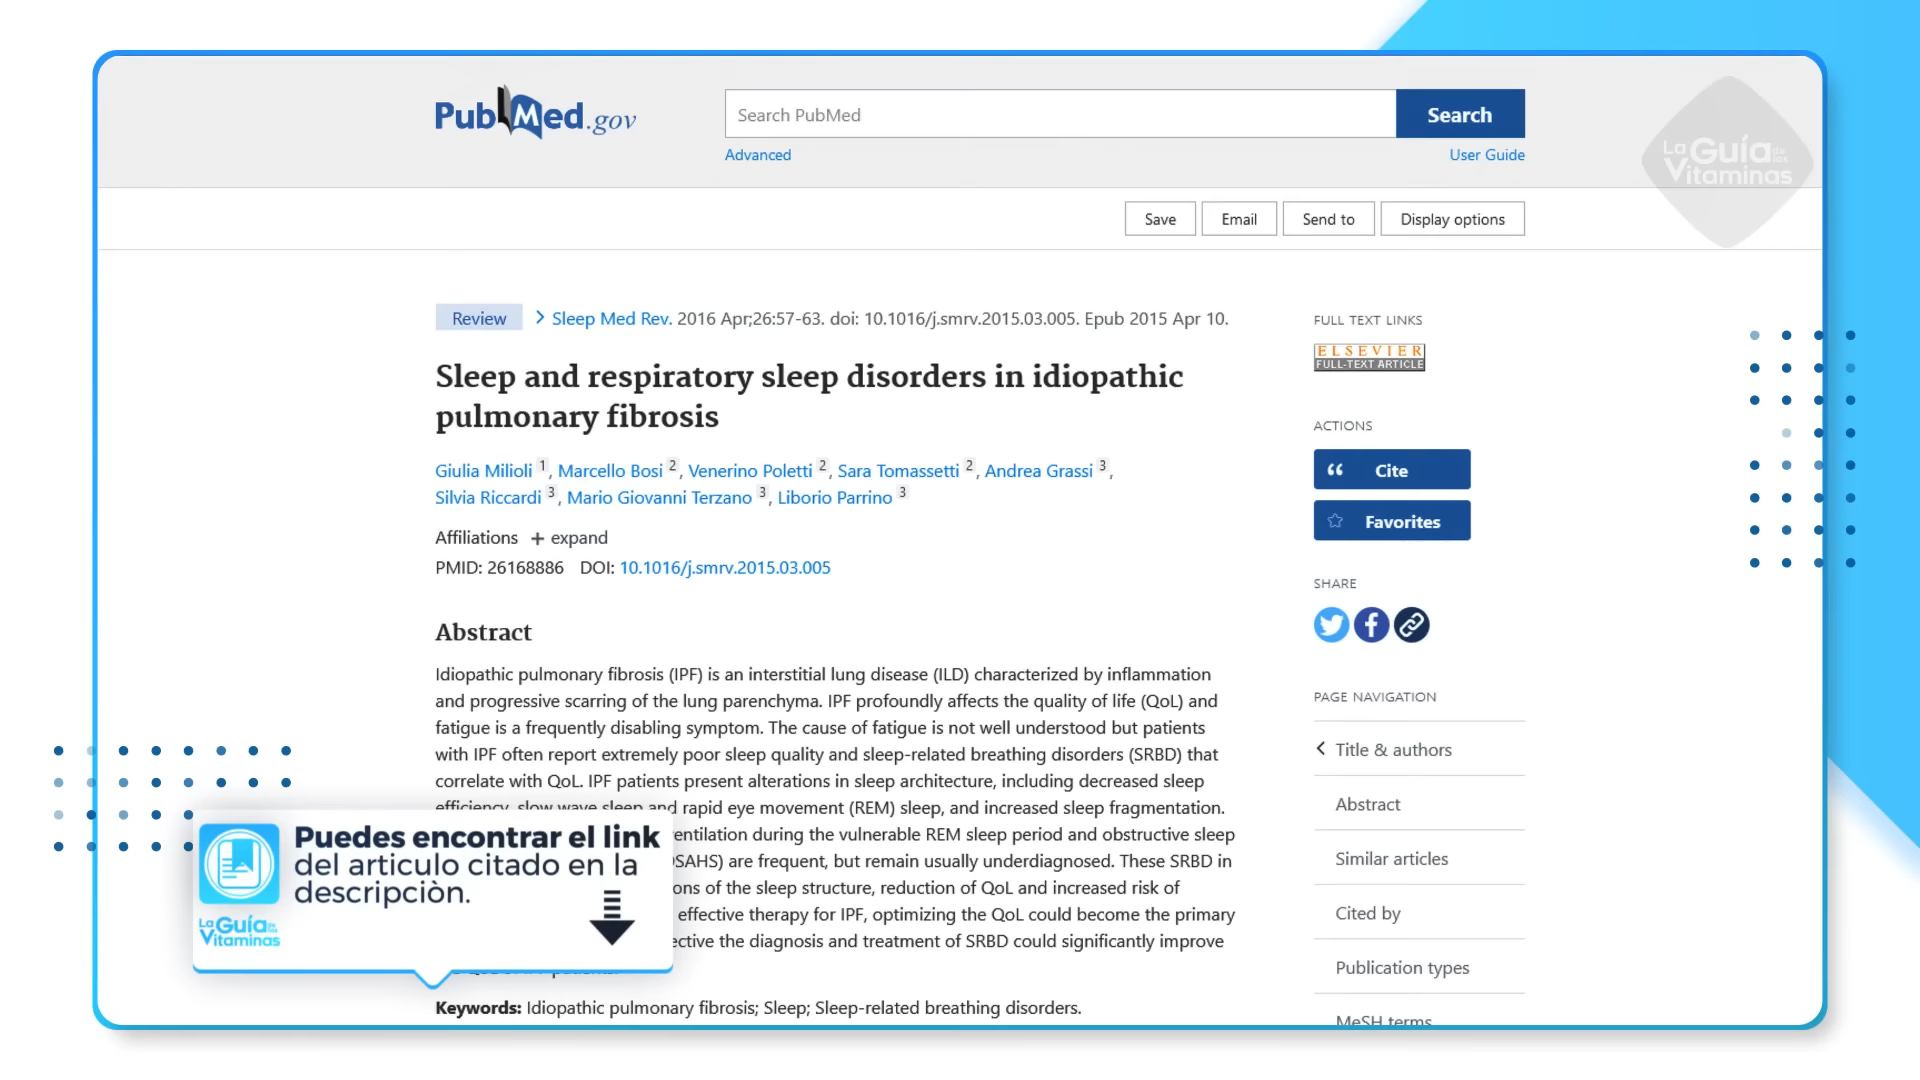 PubMed.gov
Search PubMed
Search
Advanced
User Guide
La Guía de las Vitaminas
Save
Email
Send to
Display options
Review
Sleep Med Rev. 2016 Apr;26:57-63. doi: 10.1016/j.smrv.2015.03.005. Epub 2015 Apr 10.
Sleep and respiratory sleep disorders in idiopathic
pulmonary fibrosis
Giulia Milioli 1, Marcello Bosi 2, Venerino Poletti 2, Sara Tomassetti 2, Andrea Grassi 3,
Silvia Riccardi 3, Mario Giovanni Terzano 3, Liborio Parrino 3
Affiliations + expand
PMID: 26168886 DOI: 10.1016/j.smrv.2015.03.005
Abstract
Idiopathic pulmonary fibrosis (IPF) is an interstitial lung disease (ILD) characterized by inflammation
and progressive scarring of the lung parenchyma. IPF profoundly affects the quality of life (QoL) and
fatigue is a frequently disabling symptom. The cause of fatigue is not well understood but patients
with IPF often report extremely poor sleep quality and sleep-related breathing disorders (SRBD) that
correlate with QoL. IPF patients present alterations in sleep architecture, including decreased sleep
efficiency, slow wave sleep and rapid eye movement (REM) sleep, and increased sleep fragmentation.
during the vulnerable REM sleep period and obstructive sleep
are frequent, but remain usually underdiagnosed. These SRBD in
of the sleep structure, reduction of QoL and increased risk of
effective therapy for IPF, optimizing the QoL could become the primary
the diagnosis and treatment of SRBD could significantly improve
Keywords: Idiopathic pulmonary fibrosis; Sleep; Sleep-related breathing disorders.
FULL TEXT LINKS
ELSEVIER
FULL-TEXT ARTICLE
ACTIONS
Cite
Favorites
SHARE
PAGE NAVIGATION
Title & authors
Abstract
Similar articles
Cited by
Publication types
MeSH terms
Puedes encontrar el link
del articulo citado en la
descripciòn.
La Guía de las Vitaminas